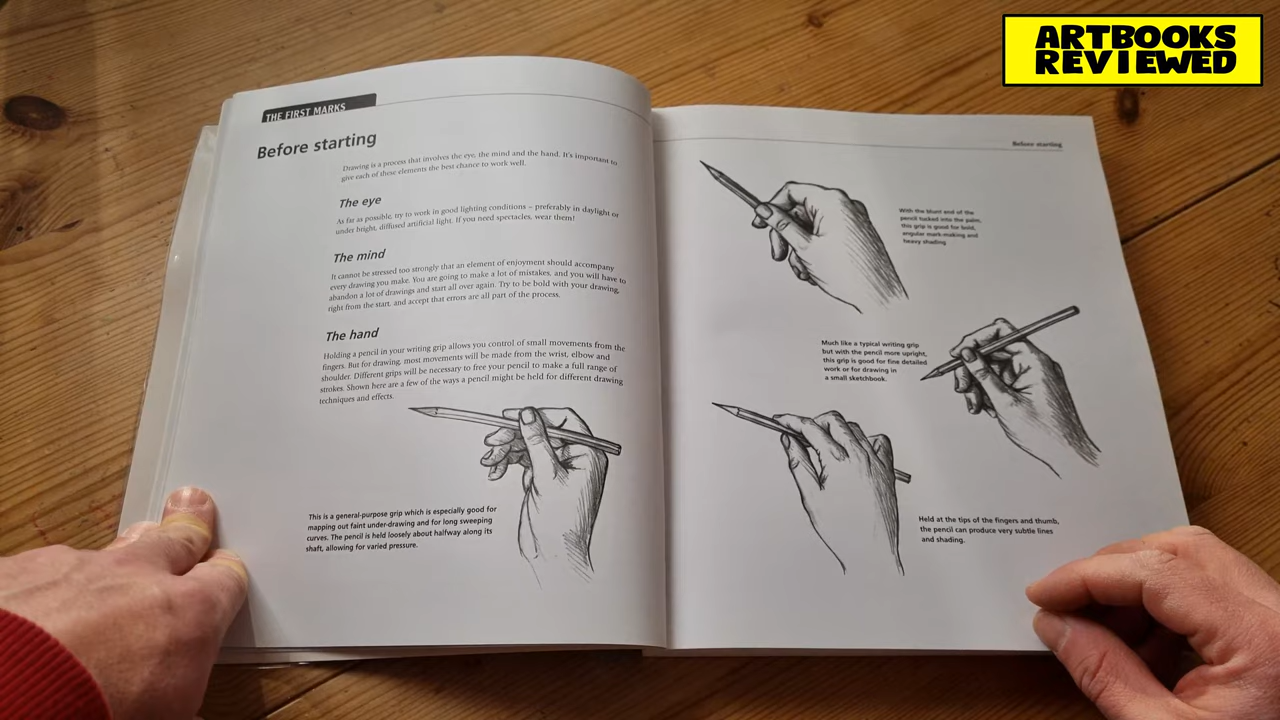 ARTBOOKS
REVIEWED
THE FIRST MARKS
Before starting
Drawing is a process that involves the eye, the mind and the hand. It's important to
give each of these elements the best chance to work well.
The eye
As far as possible, try to work in good lighting conditions – preferably in daylight or
under bright, diffused artificial light. If you need spectacles, wear them!
The mind
It cannot be stressed too strongly that an element of enjoyment should accompany
every drawing you make. You are going to make a lot of mistakes, and you will have to
abandon a lot of drawings and start all over again. Try to be bold with your drawing,
right from the start, and accept that errors are all part of the process.
The hand
Holding a pencil in your writing grip allows you control of small movements from the
fingers. But for drawing, most movements will be made from the wrist, elbow and
shoulder. Different grips will be necessary to free your pencil to make a full range of
strokes. Shown here are a few of the ways a pencil might be held for different drawing
techniques and effects.
This is a general-purpose grip which is especially good for
mapping out faint under-drawing and for long sweeping
curves. The pencil is held loosely about halfway along its
shaft, allowing for varied pressure.
Before starting
With the blunt end of the
pencil tucked into the palm,
this grip is good for bold,
angular mark-making and
heavy shading
Much like a typical writing grip
but with the pencil more upright,
this grip is good for fine detailed
work or for drawing in
a small sketchbook.
Held at the tips of the fingers and thumb,
the pencil can produce very subtle lines
and shading.